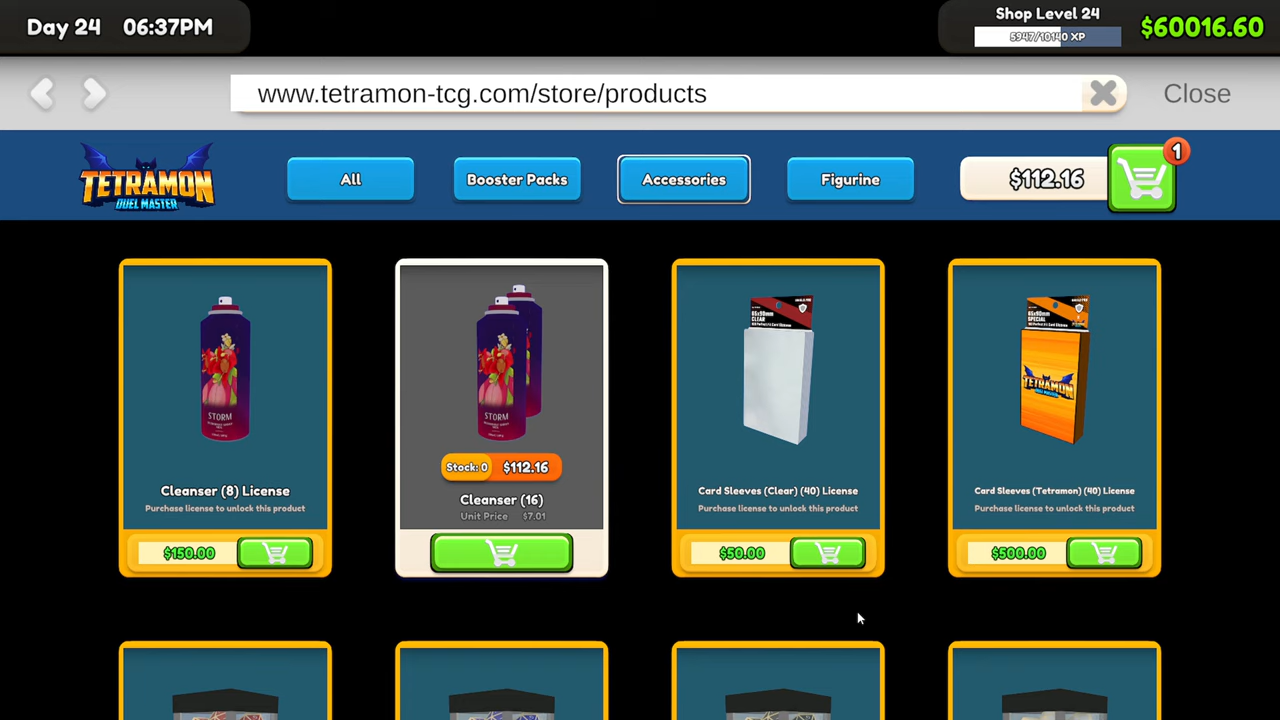 Day 24 06:37PM
Shop Level 24
5947/10140 XP
$60016.60
www.tetramon-tcg.com/store/products
Close
TETRAMON
DUEL MASTER
All
Booster Packs
Accessories
Figurine
$112.16
1
STORM
Cleanser (8) License
Purchase license to unlock this product
$150.00
STORM
Stock: 0 $112.16
Cleanser (16)
Unit Price $7.01
65x90mm
CLEAR
Card Sleeves (Clear) (40) License
Purchase license to unlock this product
$50.00
65x90mm
SPECIAL
TETRAMON
Card Sleeves (Tetramon) (40) License
Purchase license to unlock this product
$500.00